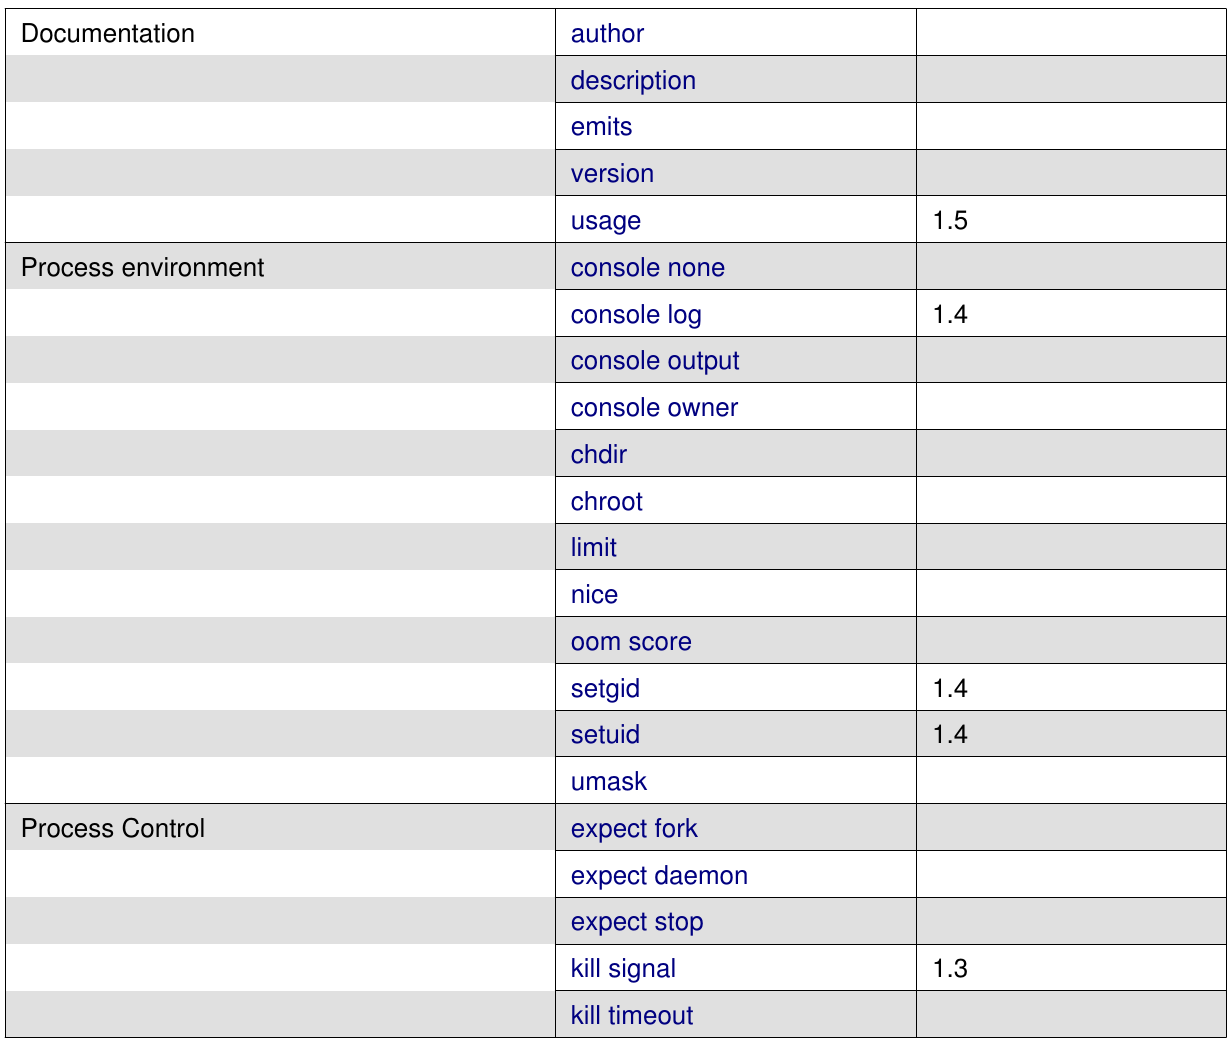 Documentation author
description
emits
version
usage 1.5
Process environment console none
console log 1.4
console output
console owner
chdir
chroot
limit
nice
oom score
setgid 1.4
setuid 1.4
umask
Process Control expect fork
expect daemon
expect stop
kill signal 1.3
kill timeout